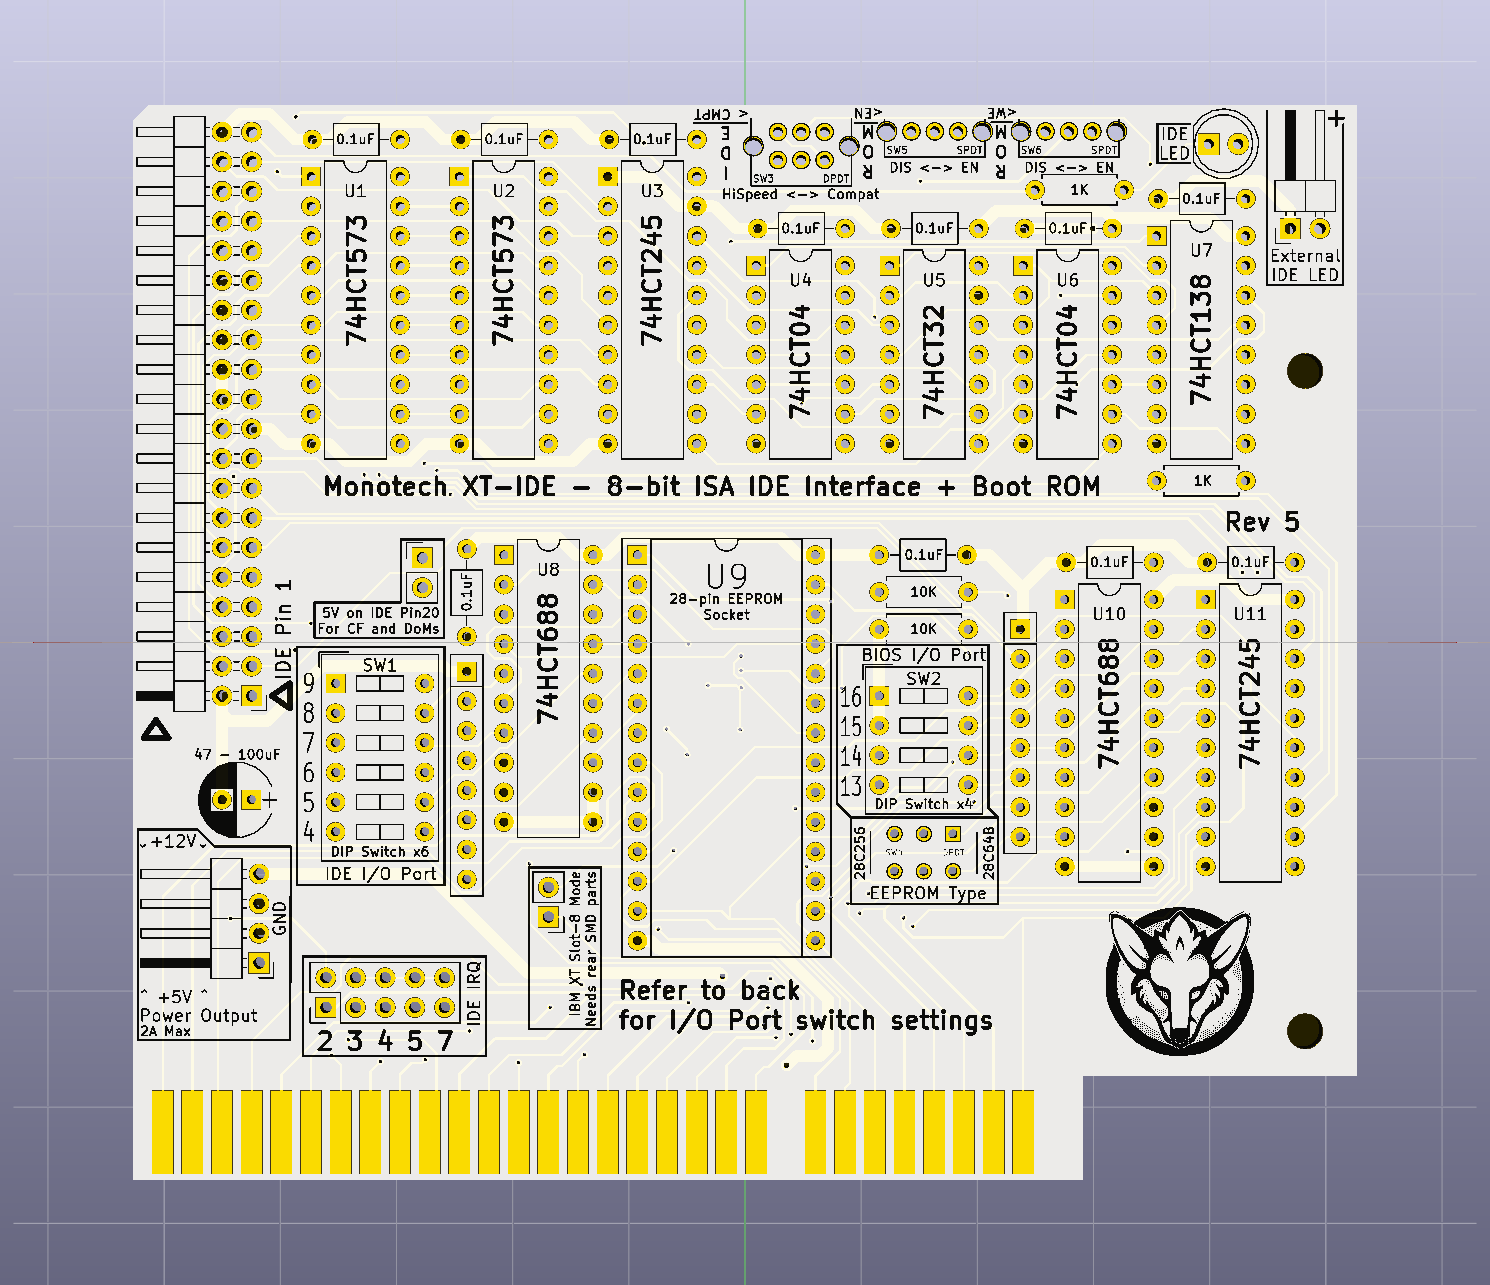 < CMPT
IDE
SW3
DPDT
HiSpeed <-> Compat
EN>
ROM
SW5
SPDT
DIS <-> EN
WE>
ROM
SW6
SPDT
DIS <-> EN
1K
IDE
LED
+
External
IDE LED
0.1uF
U1
74HCT573
0.1uF
U2
74HCT573
0.1uF
U3
74HCT245
0.1uF
U4
74HCT04
0.1uF
U5
74HCT32
0.1uF
U6
74HCT04
0.1uF
U7
74HCT138
1K
Monotech XT-IDE - 8-bit ISA IDE Interface + Boot ROM
Rev 5
IDE Pin 1
5V on IDE Pin20
For CF and DoMs
0.1uF
U8
74HCT688
U9
28-pin EEPROM
Socket
0.1uF
10K
10K
0.1uF
U10
74HCT688
0.1uF
U11
74HCT245
SW1
9
8
7
6
5
4
DIP Switch x6
IDE I/O Port
BIOS I/O Port
SW2
16
15
14
13
DIP Switch x4
28C256
28C64B
DPDT
EEPROM Type
47 - 100uF
+
+12V
GND
^ +5V ^
Power Output
2A Max
IDE IRQ
2 3 4 5 7
IBM XT Slot-8 Mode
Needs rear SMD parts
Refer to back
for I/O Port switch settings